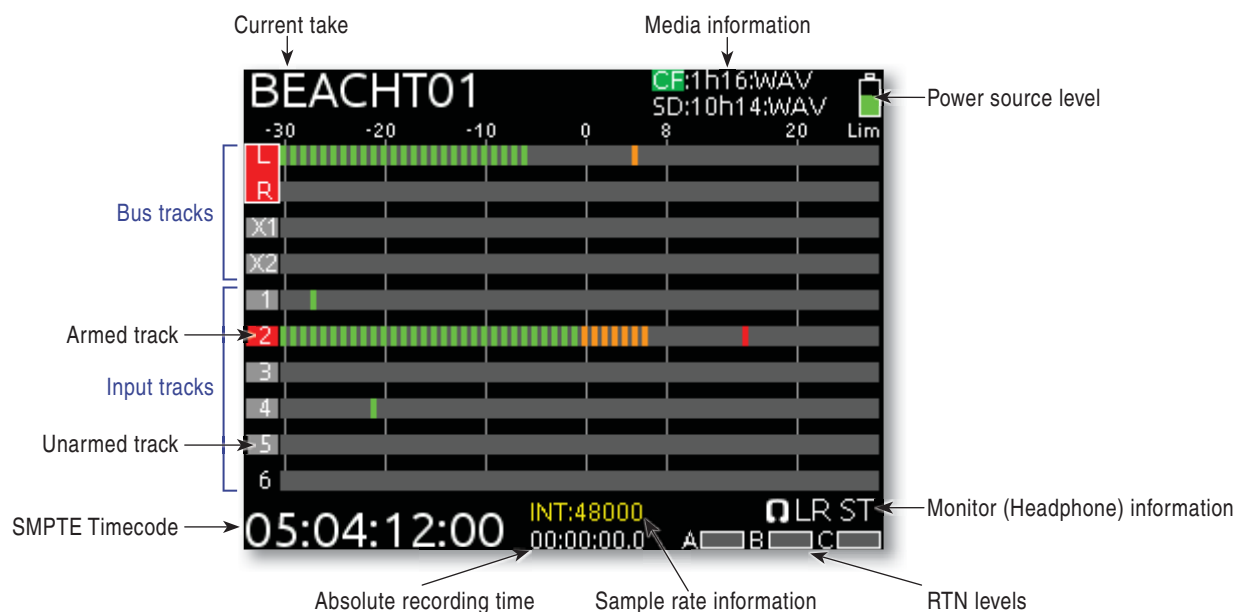 Current take
Media information
BEACHT01
CF:1h16:WAV
SD:10h14:WAV
Power source level
-30 -20 -10 0 8 20 Lim
L
R
Bus tracks
X1
X2
1
Armed track
2
3
Input tracks
4
Unarmed track
5
6
SMPTE Timecode
05:04:12:00
INT:48000
00:00:00.0
LR ST
A B C
Monitor (Headphone) information
Absolute recording time
Sample rate information
RTN levels